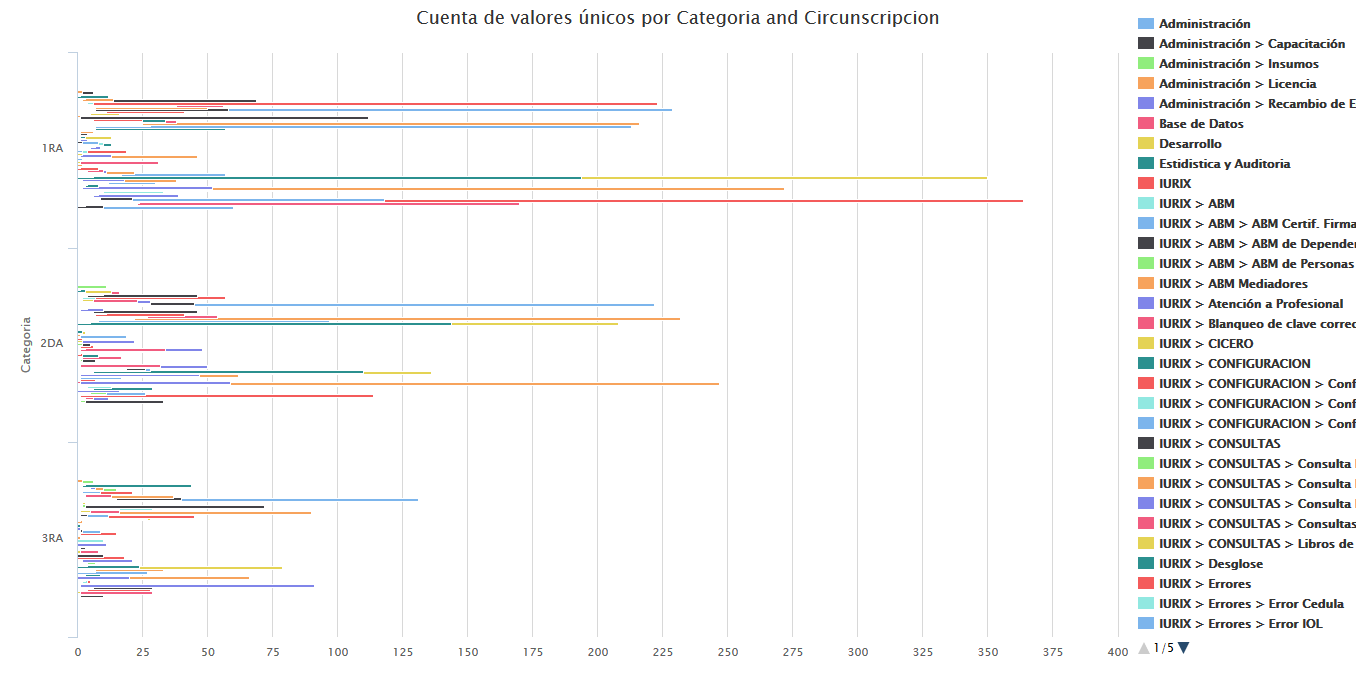 Cuenta de valores únicos por Categoria and Circunscripcion
Categoria
1RA
2DA
3RA
0 25 50 75 100 125 150 175 200 225 250 275 300 325 350 375 400
Administración
Administración > Capacitación
Administración > Insumos
Administración > Licencia
Administración > Recambio de E
Base de Datos
Desarrollo
Estidistica y Auditoria
IURIX
IURIX > ABM
IURIX > ABM > ABM Certif. Firma
IURIX > ABM > ABM de Depender
IURIX > ABM > ABM de Personas
IURIX > ABM Mediadores
IURIX > Atención a Profesional
IURIX > Blanqueo de clave correo
IURIX > CICERO
IURIX > CONFIGURACION
IURIX > CONFIGURACION > Conf
IURIX > CONFIGURACION > Conf
IURIX > CONFIGURACION > Conf
IURIX > CONSULTAS
IURIX > CONSULTAS > Consulta
IURIX > CONSULTAS > Consulta
IURIX > CONSULTAS > Consulta
IURIX > CONSULTAS > Consultas
IURIX > CONSULTAS > Libros de
IURIX > Desglose
IURIX > Errores
IURIX > Errores > Error Cedula
IURIX > Errores > Error IOL
1/5